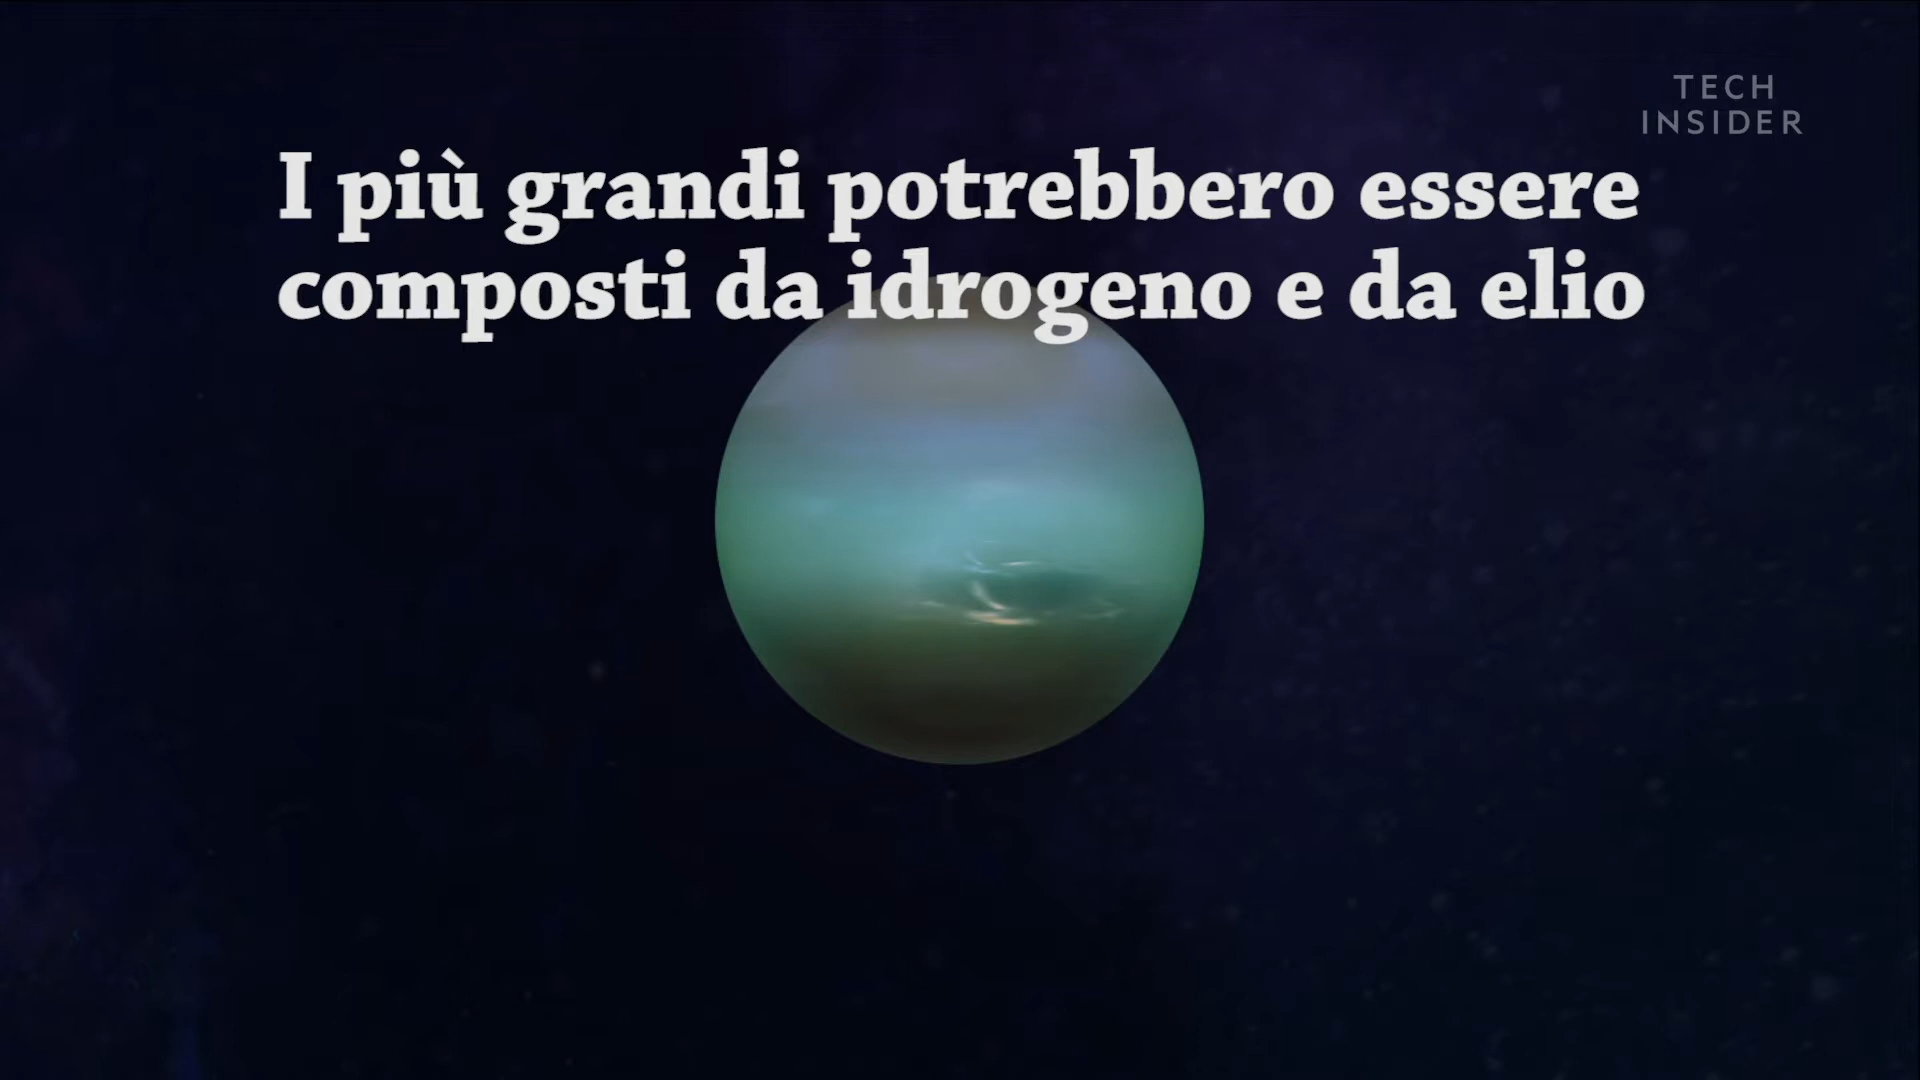 TECH
INSIDER
I più grandi potrebbero essere
composti da idrogeno e da elio